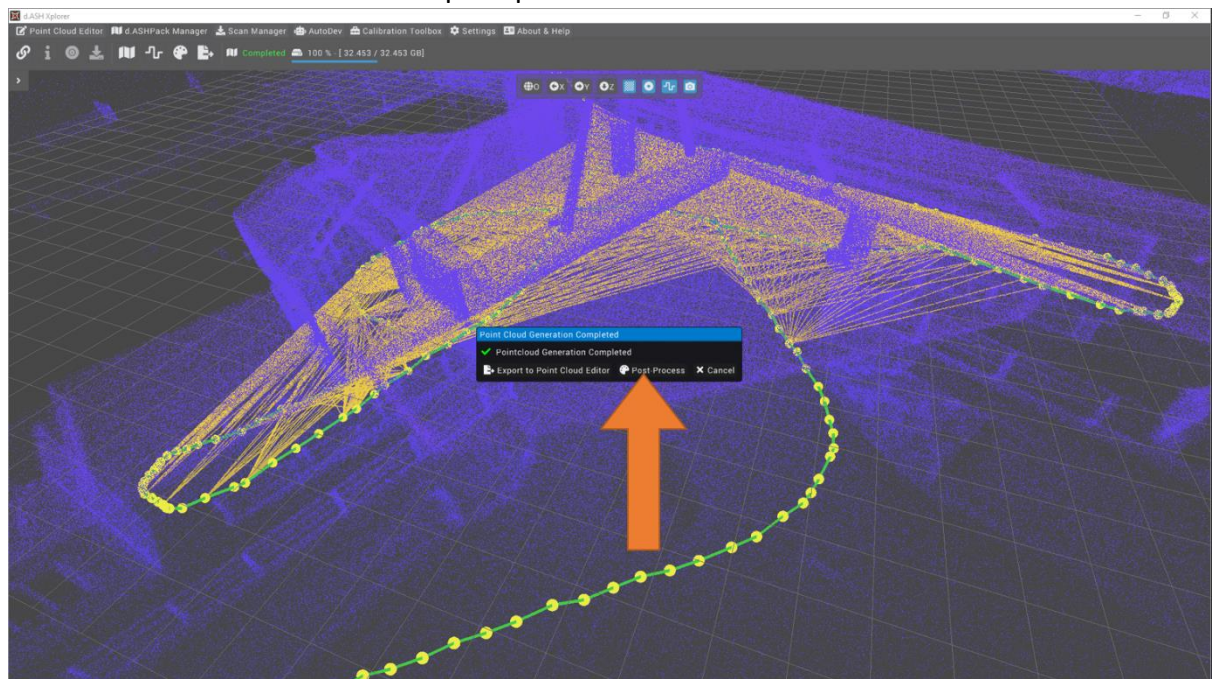 d.ASH Xplorer
Point Cloud Editor d.ASHPack Manager Scan Manager AutoDev Calibration Toolbox Settings About & Help
Completed 100 % - [ 32.453 / 32.453 GB]
O X Y Z
Point Cloud Generation Completed
Pointcloud Generation Completed
Export to Point Cloud Editor Post-Process Cancel